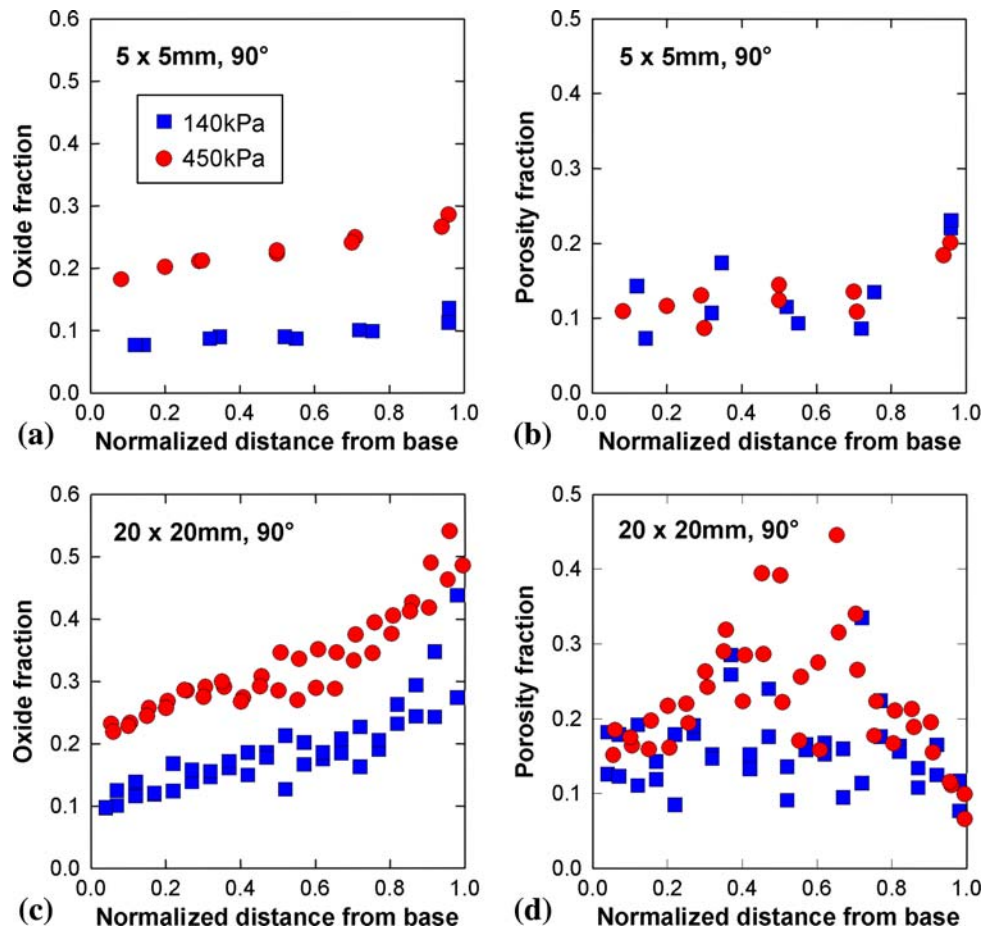 0.6
0.5
0.4
0.3
0.2
0.1
0.0
Oxide fraction
5 x 5mm, 90°
140kPa
450kPa
0.0 0.2 0.4 0.6 0.8 1.0
Normalized distance from base
(a)
0.5
0.4
0.3
0.2
0.1
0.0
Porosity fraction
5 x 5mm, 90°
0.0 0.2 0.4 0.6 0.8 1.0
Normalized distance from base
(b)
0.6
0.5
0.4
0.3
0.2
0.1
0.0
Oxide fraction
20 x 20mm, 90°
0.0 0.2 0.4 0.6 0.8 1.0
Normalized distance from base
(c)
0.5
0.4
0.3
0.2
0.1
0.0
Porosity fraction
20 x 20mm, 90°
0.0 0.2 0.4 0.6 0.8 1.0
Normalized distance from base
(d)